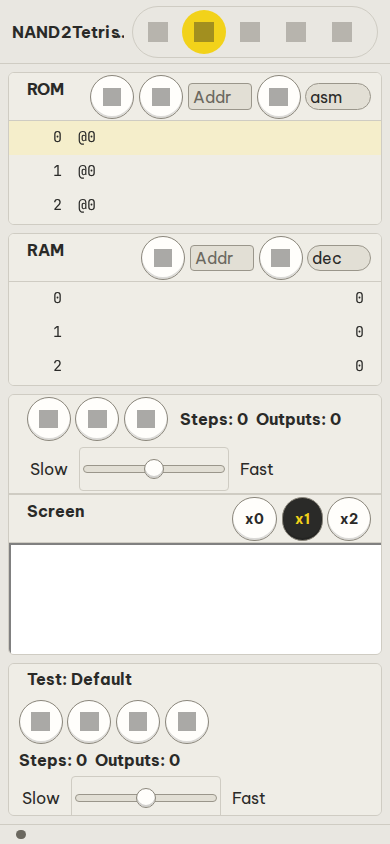 NAND2Tetris..
ROM Addr asm
0 @0
1 @0
2 @0
RAM Addr dec
0 0
1 0
2 0
Steps: 0 Outputs: 0
Slow Fast
Screen x0 x1 x2
Test: Default
Steps: 0 Outputs: 0
Slow Fast